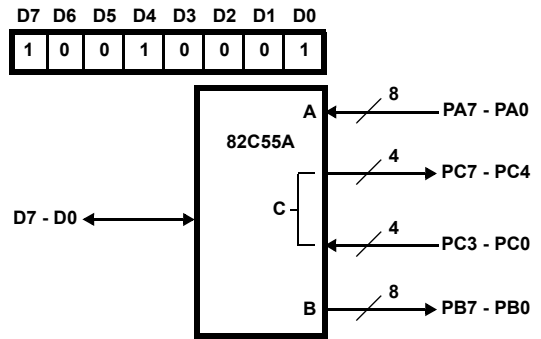 D7 D6 D5 D4 D3 D2 D1 D0
1 0 0 1 0 0 0 1
8
A PA7 - PA0
82C55A
4
PC7 - PC4
C
D7 - D0
4
PC3 - PC0
8
B PB7 - PB0